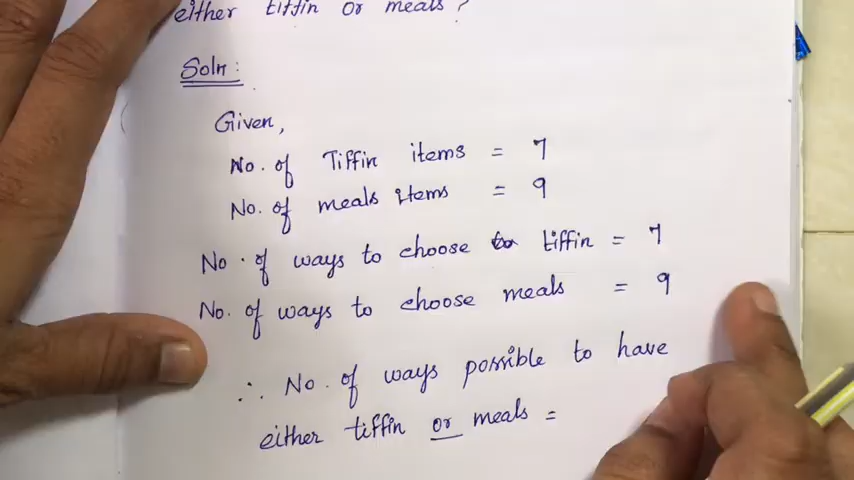 either tiffin or meals?
Soln:
Given,
No. of Tiffin items = 7
No. of meals items = 9
No. of ways to choose tiffin = 7
No. of ways to choose meals = 9
∴ No. of ways possible to have
either tiffin or meals =